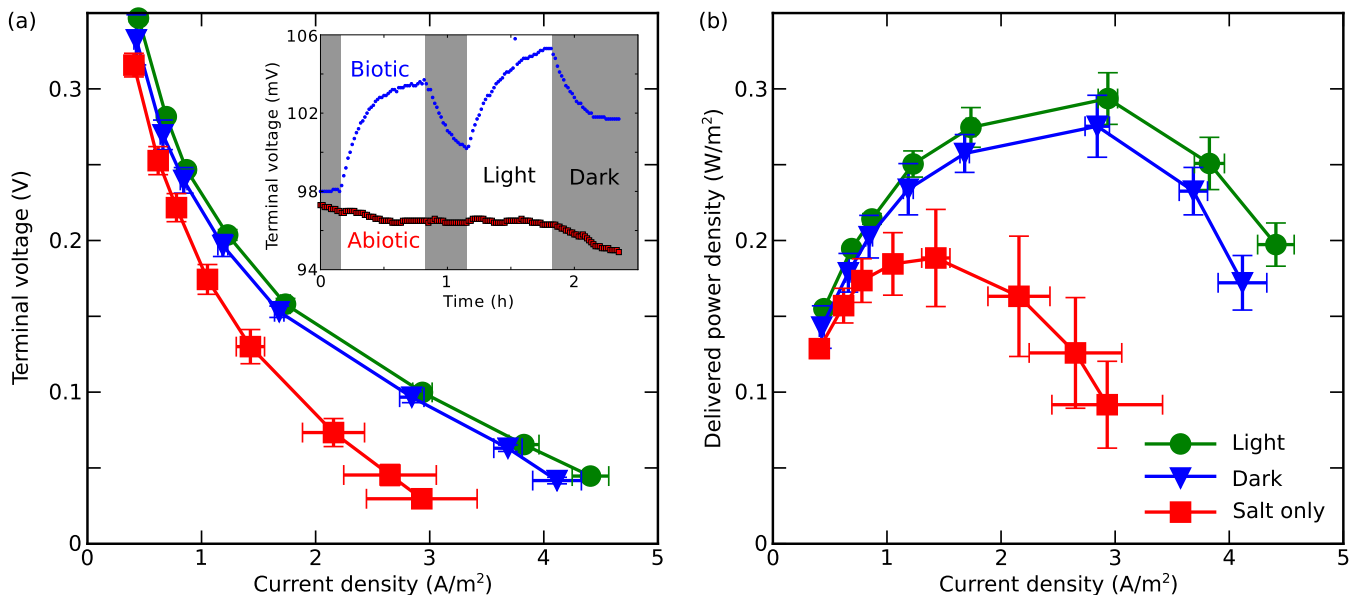 (a)
Terminal voltage (V)
0.3
0.2
0.1
0
0 1 2 3 4 5
Current density (A/m²)
Terminal voltage (mV)
106
102
98
94
0 1 2
Time (h)
Biotic
Abiotic
Light
Dark
(b)
Delivered power density (W/m²)
0.3
0.2
0.1
0
0 1 2 3 4 5
Current density (A/m²)
Light
Dark
Salt only